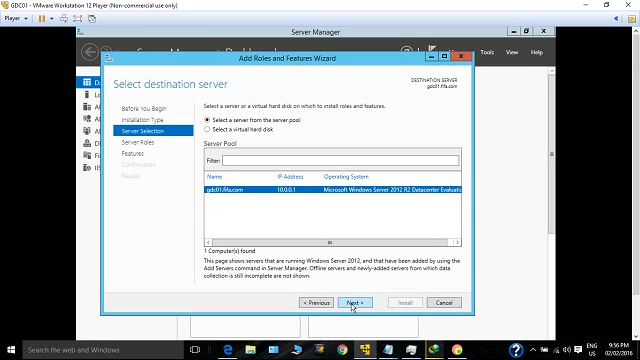 GDC01 - VMware Workstation 12 Player (Non-commercial use only)
Player
Server Manager
Tools
View
Help
Add Roles and Features Wizard
Select destination server
DESTINATION SERVER
gdc01.fifa.com
Before You Begin
Installation Type
Server Selection
Server Roles
Features
Confirmation
Results
Select a server or a virtual hard disk on which to install roles and features.
Select a server from the server pool
Select a virtual hard disk
Server Pool
Filter:
Name IP Address Operating System
gdc01.fifa.com 10.0.0.1 Microsoft Windows Server 2012 R2 Datacenter Evaluatio
1 Computer(s) found
This page shows servers that are running Windows Server 2012, and that have been added by using the
Add Servers command in Server Manager. Offline servers and newly-added servers from which data
collection is still incomplete are not shown.
< Previous
Next >
Install
Cancel
Search the web and Windows
ENG
US
9:56 PM
02/02/2016